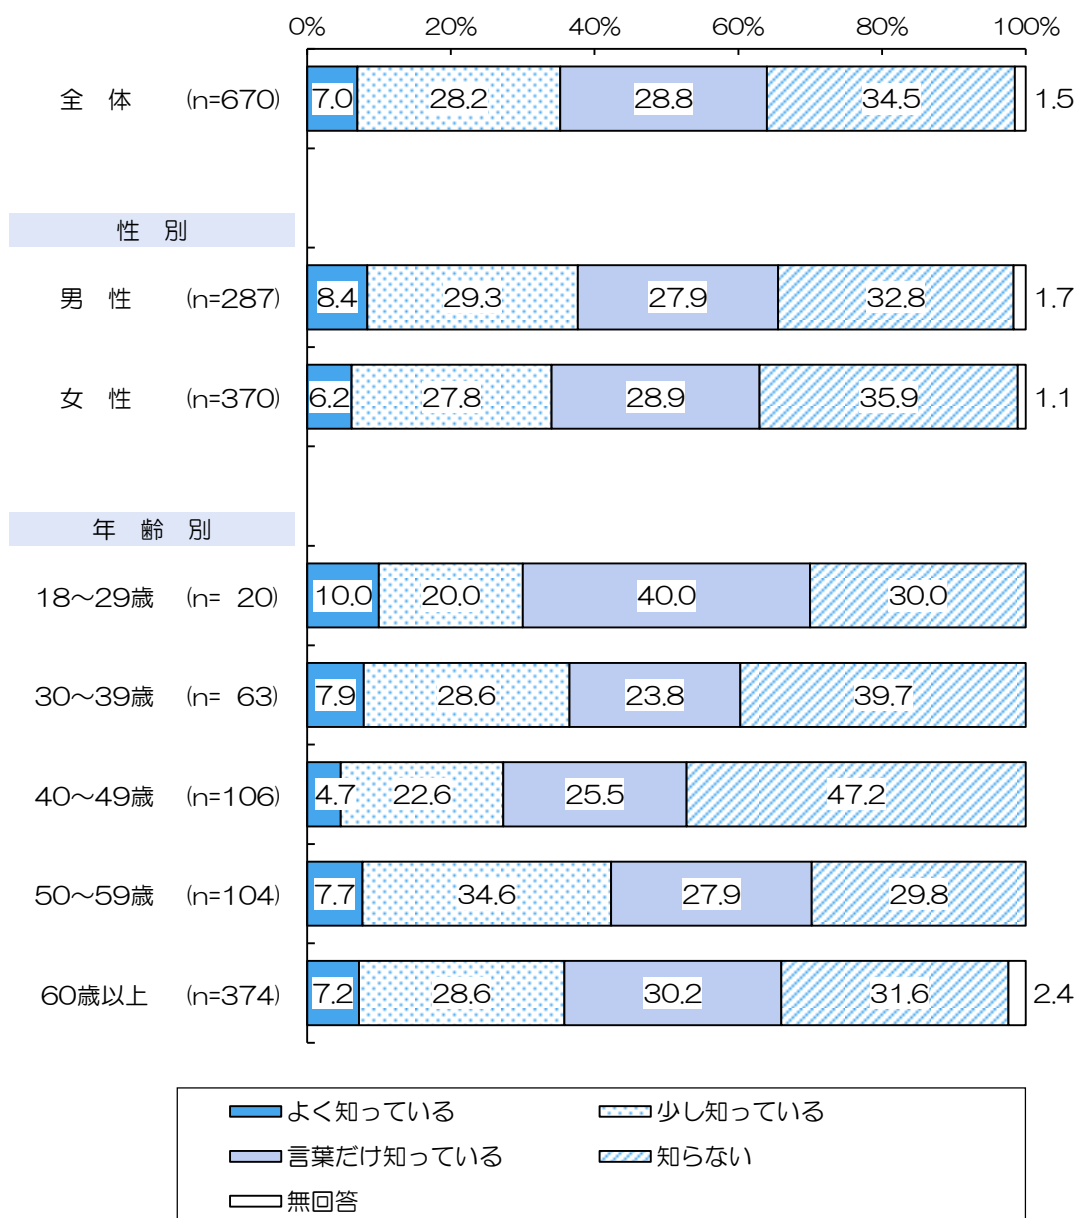 0% 20% 40% 60% 80% 100%
全 体 (n=670) 7.0 28.2 28.8 34.5 1.5
性 別
男 性 (n=287) 8.4 29.3 27.9 32.8 1.7
女 性 (n=370) 6.2 27.8 28.9 35.9 1.1
年 齢 別
18～29歳 (n= 20) 10.0 20.0 40.0 30.0
30～39歳 (n= 63) 7.9 28.6 23.8 39.7
40～49歳 (n=106) 4.7 22.6 25.5 47.2
50～59歳 (n=104) 7.7 34.6 27.9 29.8
60歳以上 (n=374) 7.2 28.6 30.2 31.6 2.4
よく知っている 少し知っている
言葉だけ知っている 知らない
無回答